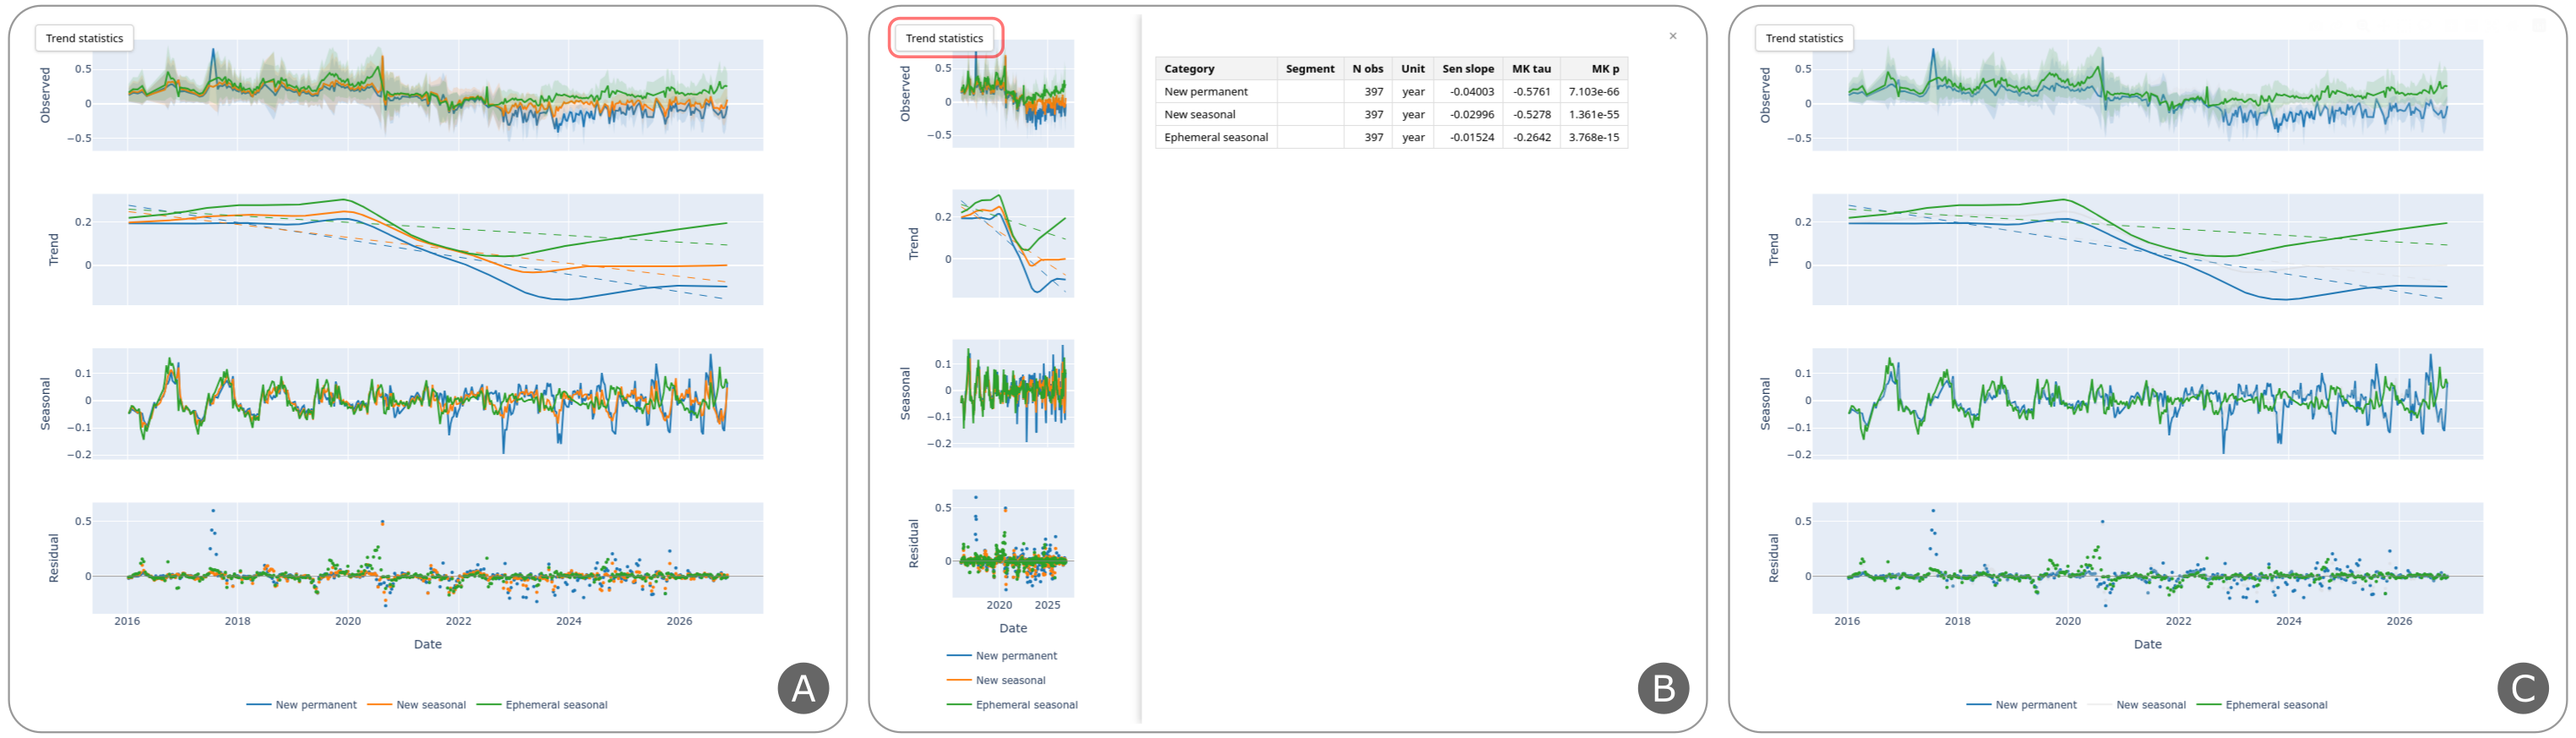 Trend statistics
Observed
0.5
0
−0.5
Trend
0.2
0
Seasonal
0.1
0
−0.1
−0.2
Residual
0.5
0
2016 2018 2020 2022 2024 2026
Date
New permanent New seasonal Ephemeral seasonal
A
Trend statistics
Observed
0.5
0
−0.5
Trend
0.2
0
Seasonal
0.1
0
−0.1
−0.2
Residual
0.5
0
2020 2025
Date
New permanent
New seasonal
Ephemeral seasonal
×
Category Segment N obs Unit Sen slope MK tau MK p
New permanent 397 year -0.04003 -0.5761 7.103e-66
New seasonal 397 year -0.02996 -0.5278 1.361e-55
Ephemeral seasonal 397 year -0.01524 -0.2642 3.768e-15
B
Trend statistics
Observed
0.5
0
−0.5
Trend
0.2
0
Seasonal
0.1
0
−0.1
−0.2
Residual
0.5
0
2016 2018 2020 2022 2024 2026
Date
New permanent New seasonal Ephemeral seasonal
C